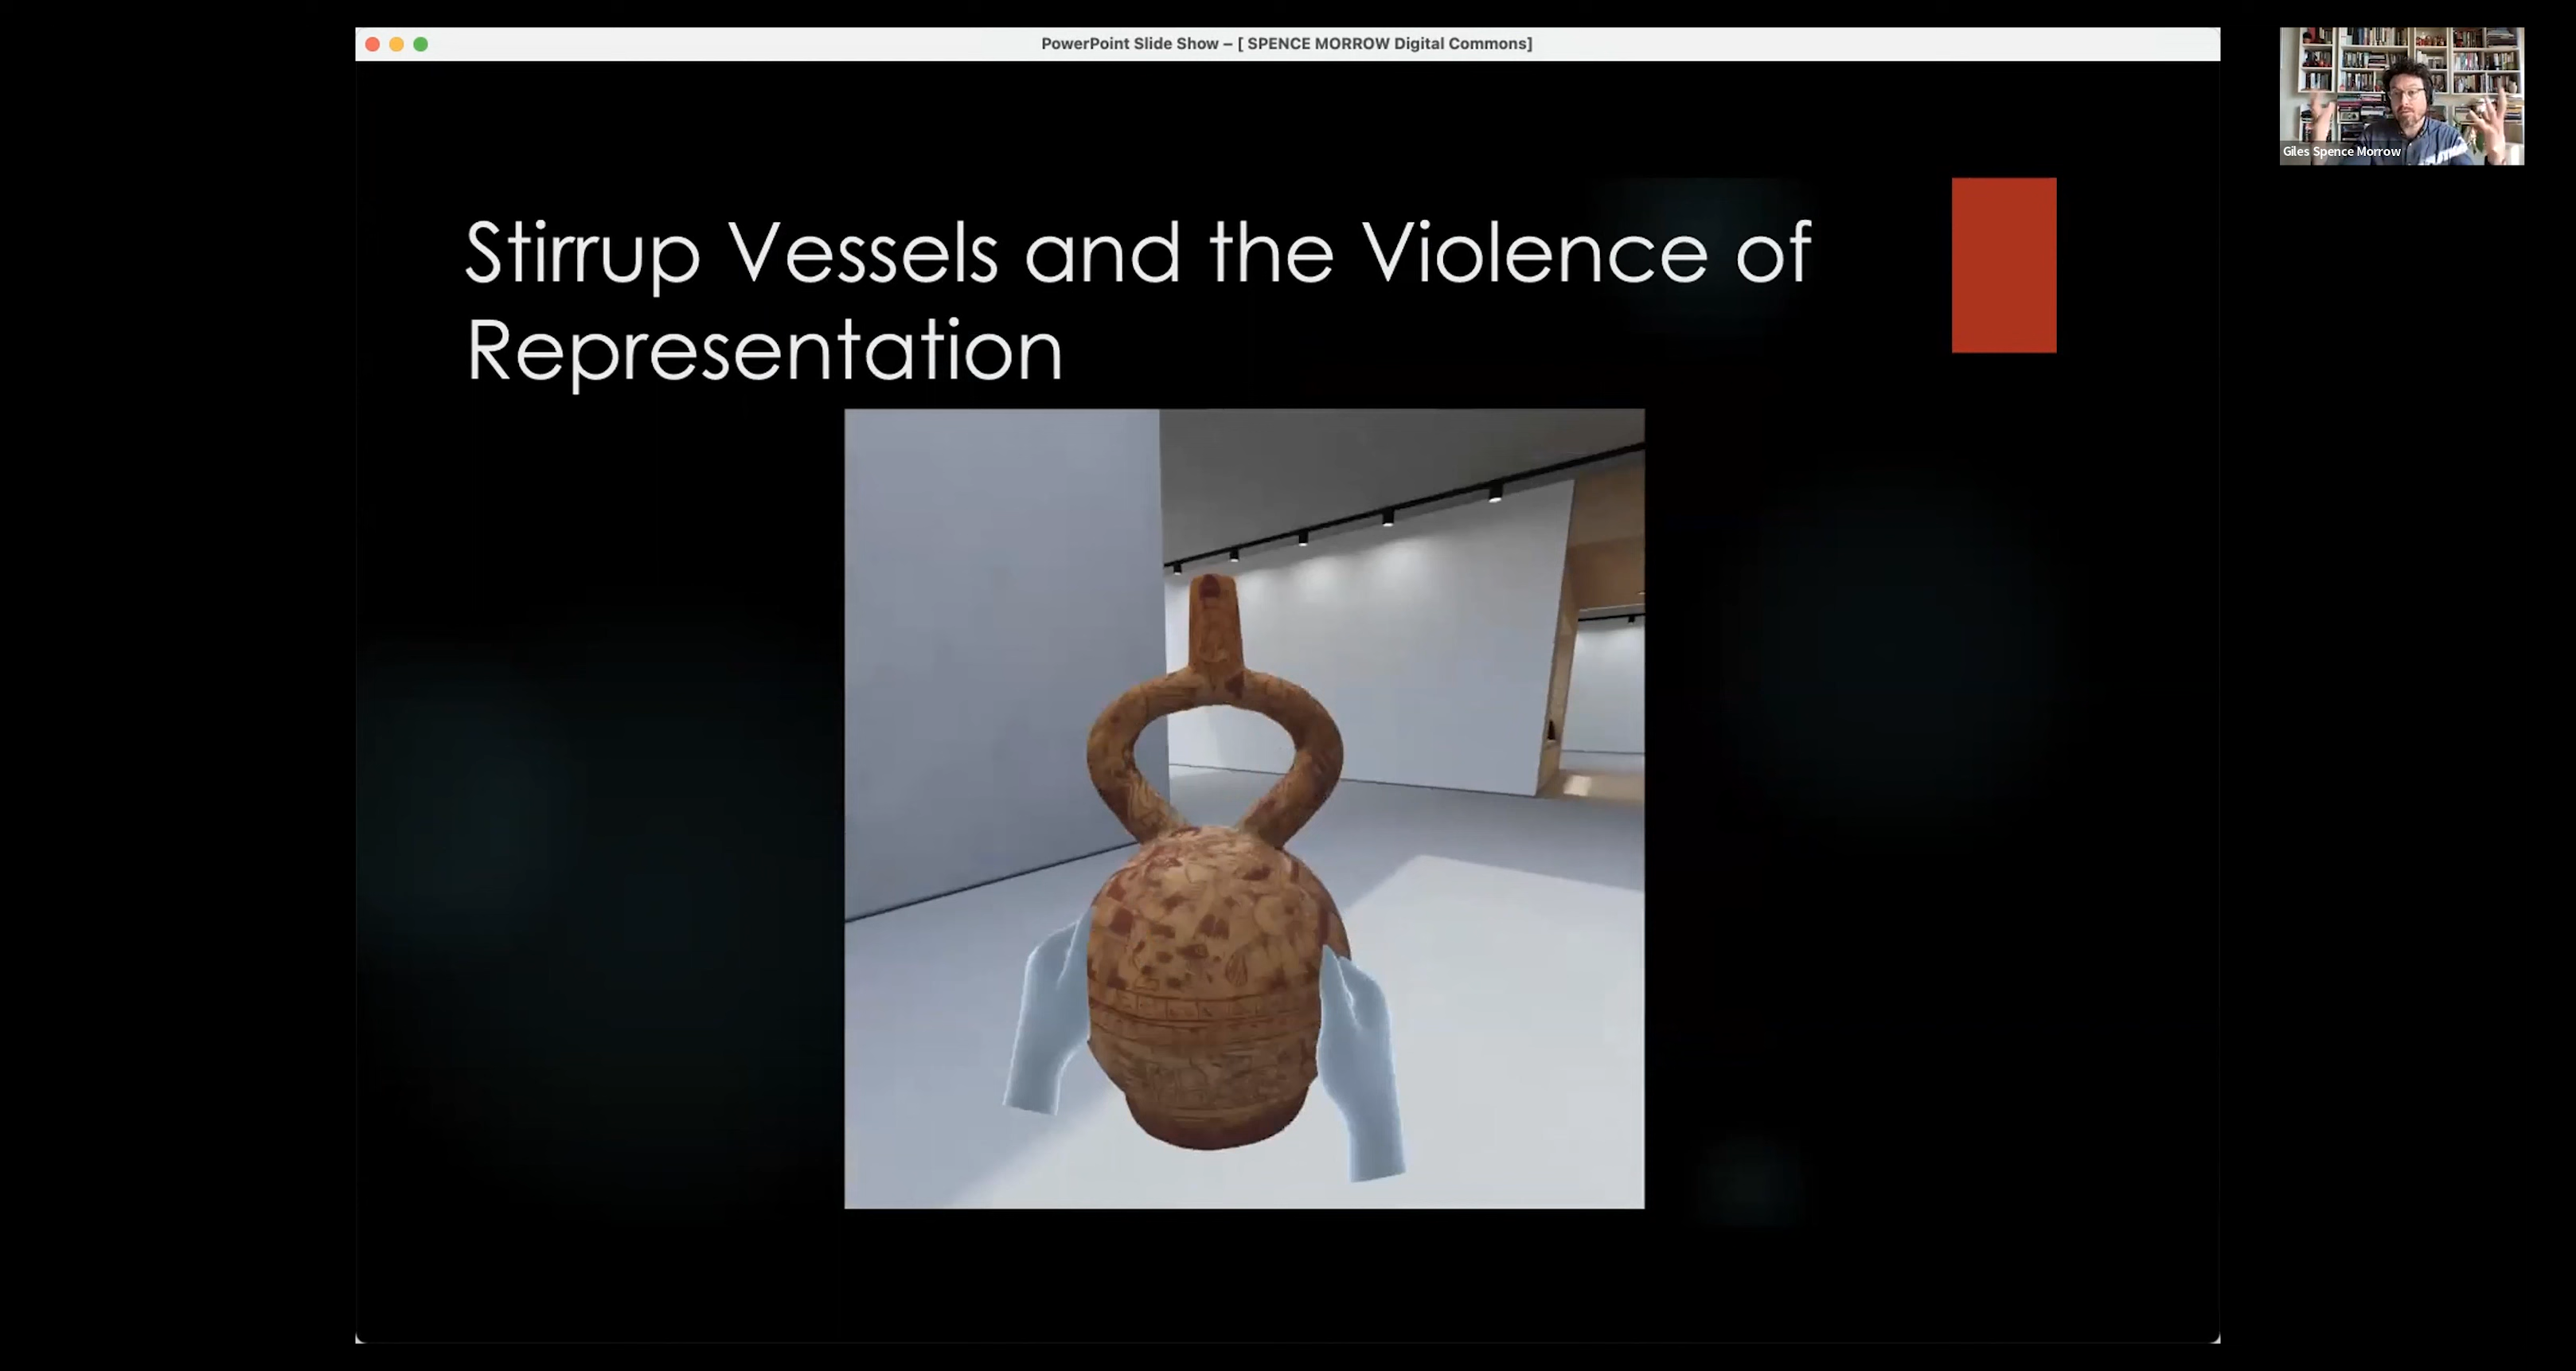 PowerPoint Slide Show – [ SPENCE MORROW Digital Commons]
Giles Spence Morrow
Stirrup Vessels and the Violence of
Representation